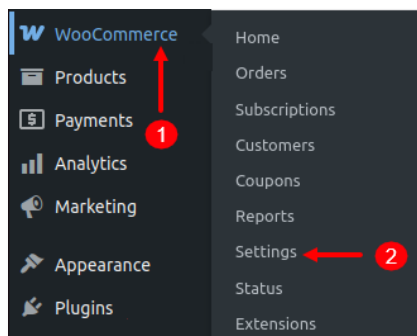 WooCommerce
Products
Payments
1
Analytics
Marketing
Appearance
Plugins
Home
Orders
Subscriptions
Customers
Coupons
Reports
Settings 2
Status
Extensions